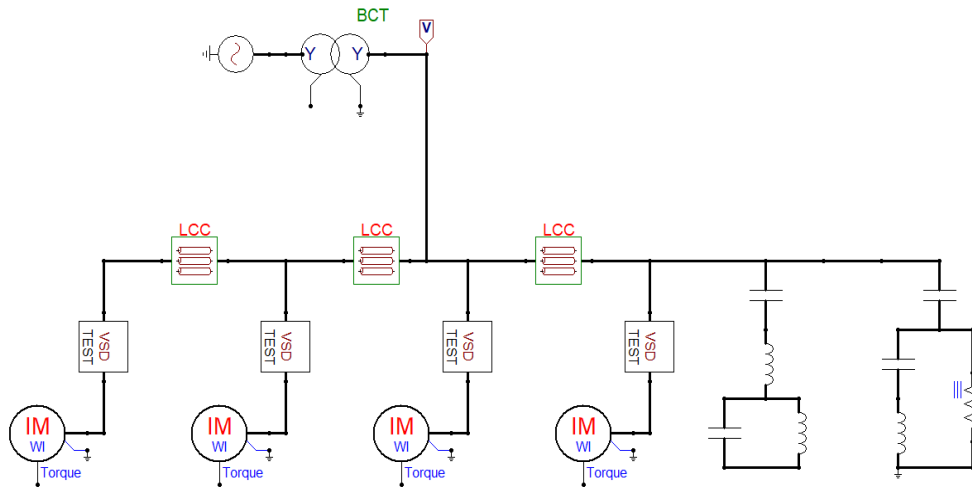 BCT
V
Y Y
LCC
LCC
LCC
VSD
TEST
VSD
TEST
VSD
TEST
VSD
TEST
IM
WI
Torque
IM
WI
Torque
IM
WI
Torque
IM
WI
Torque